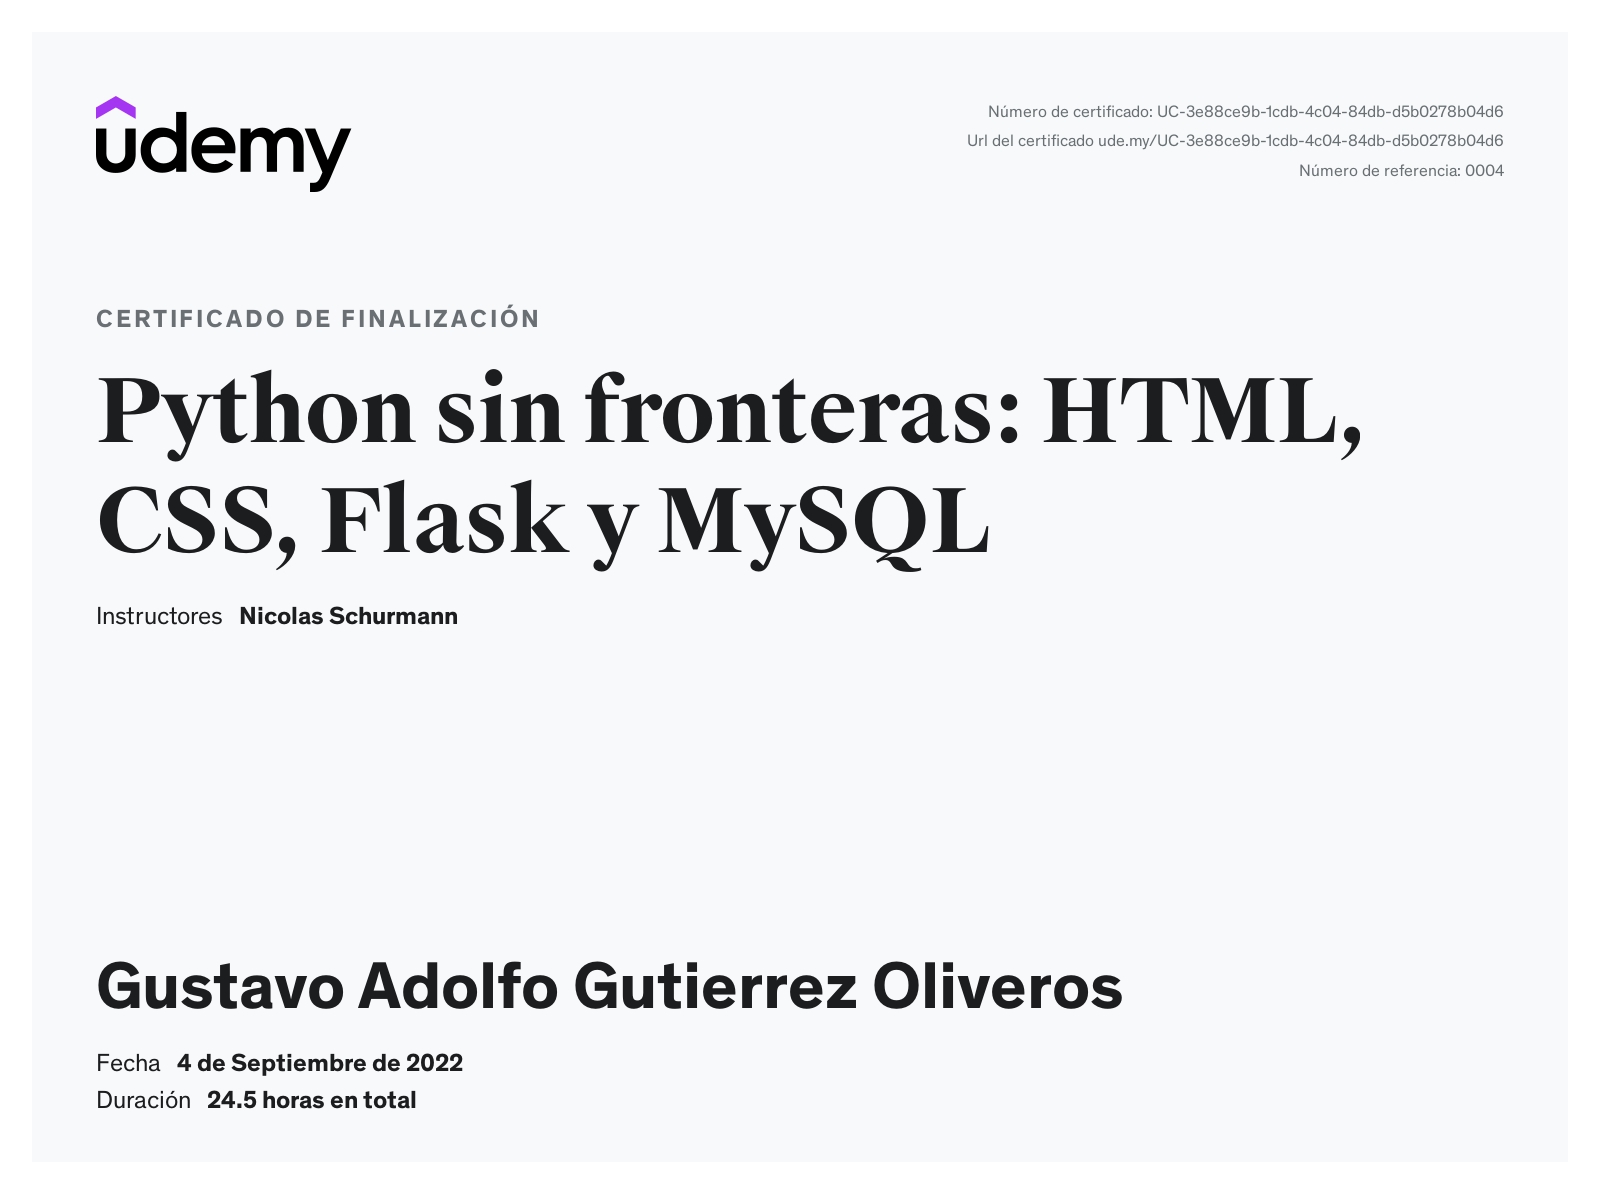 udemy
Número de certificado: UC-3e88ce9b-1cdb-4c04-84db-d5b0278b04d6
Url del certificado ude.my/UC-3e88ce9b-1cdb-4c04-84db-d5b0278b04d6
Número de referencia: 0004
CERTIFICADO DE FINALIZACIÓN
Python sin fronteras: HTML,
CSS, Flask y MySQL
Instructores Nicolas Schurmann
Gustavo Adolfo Gutierrez Oliveros
Fecha 4 de Septiembre de 2022
Duración 24.5 horas en total